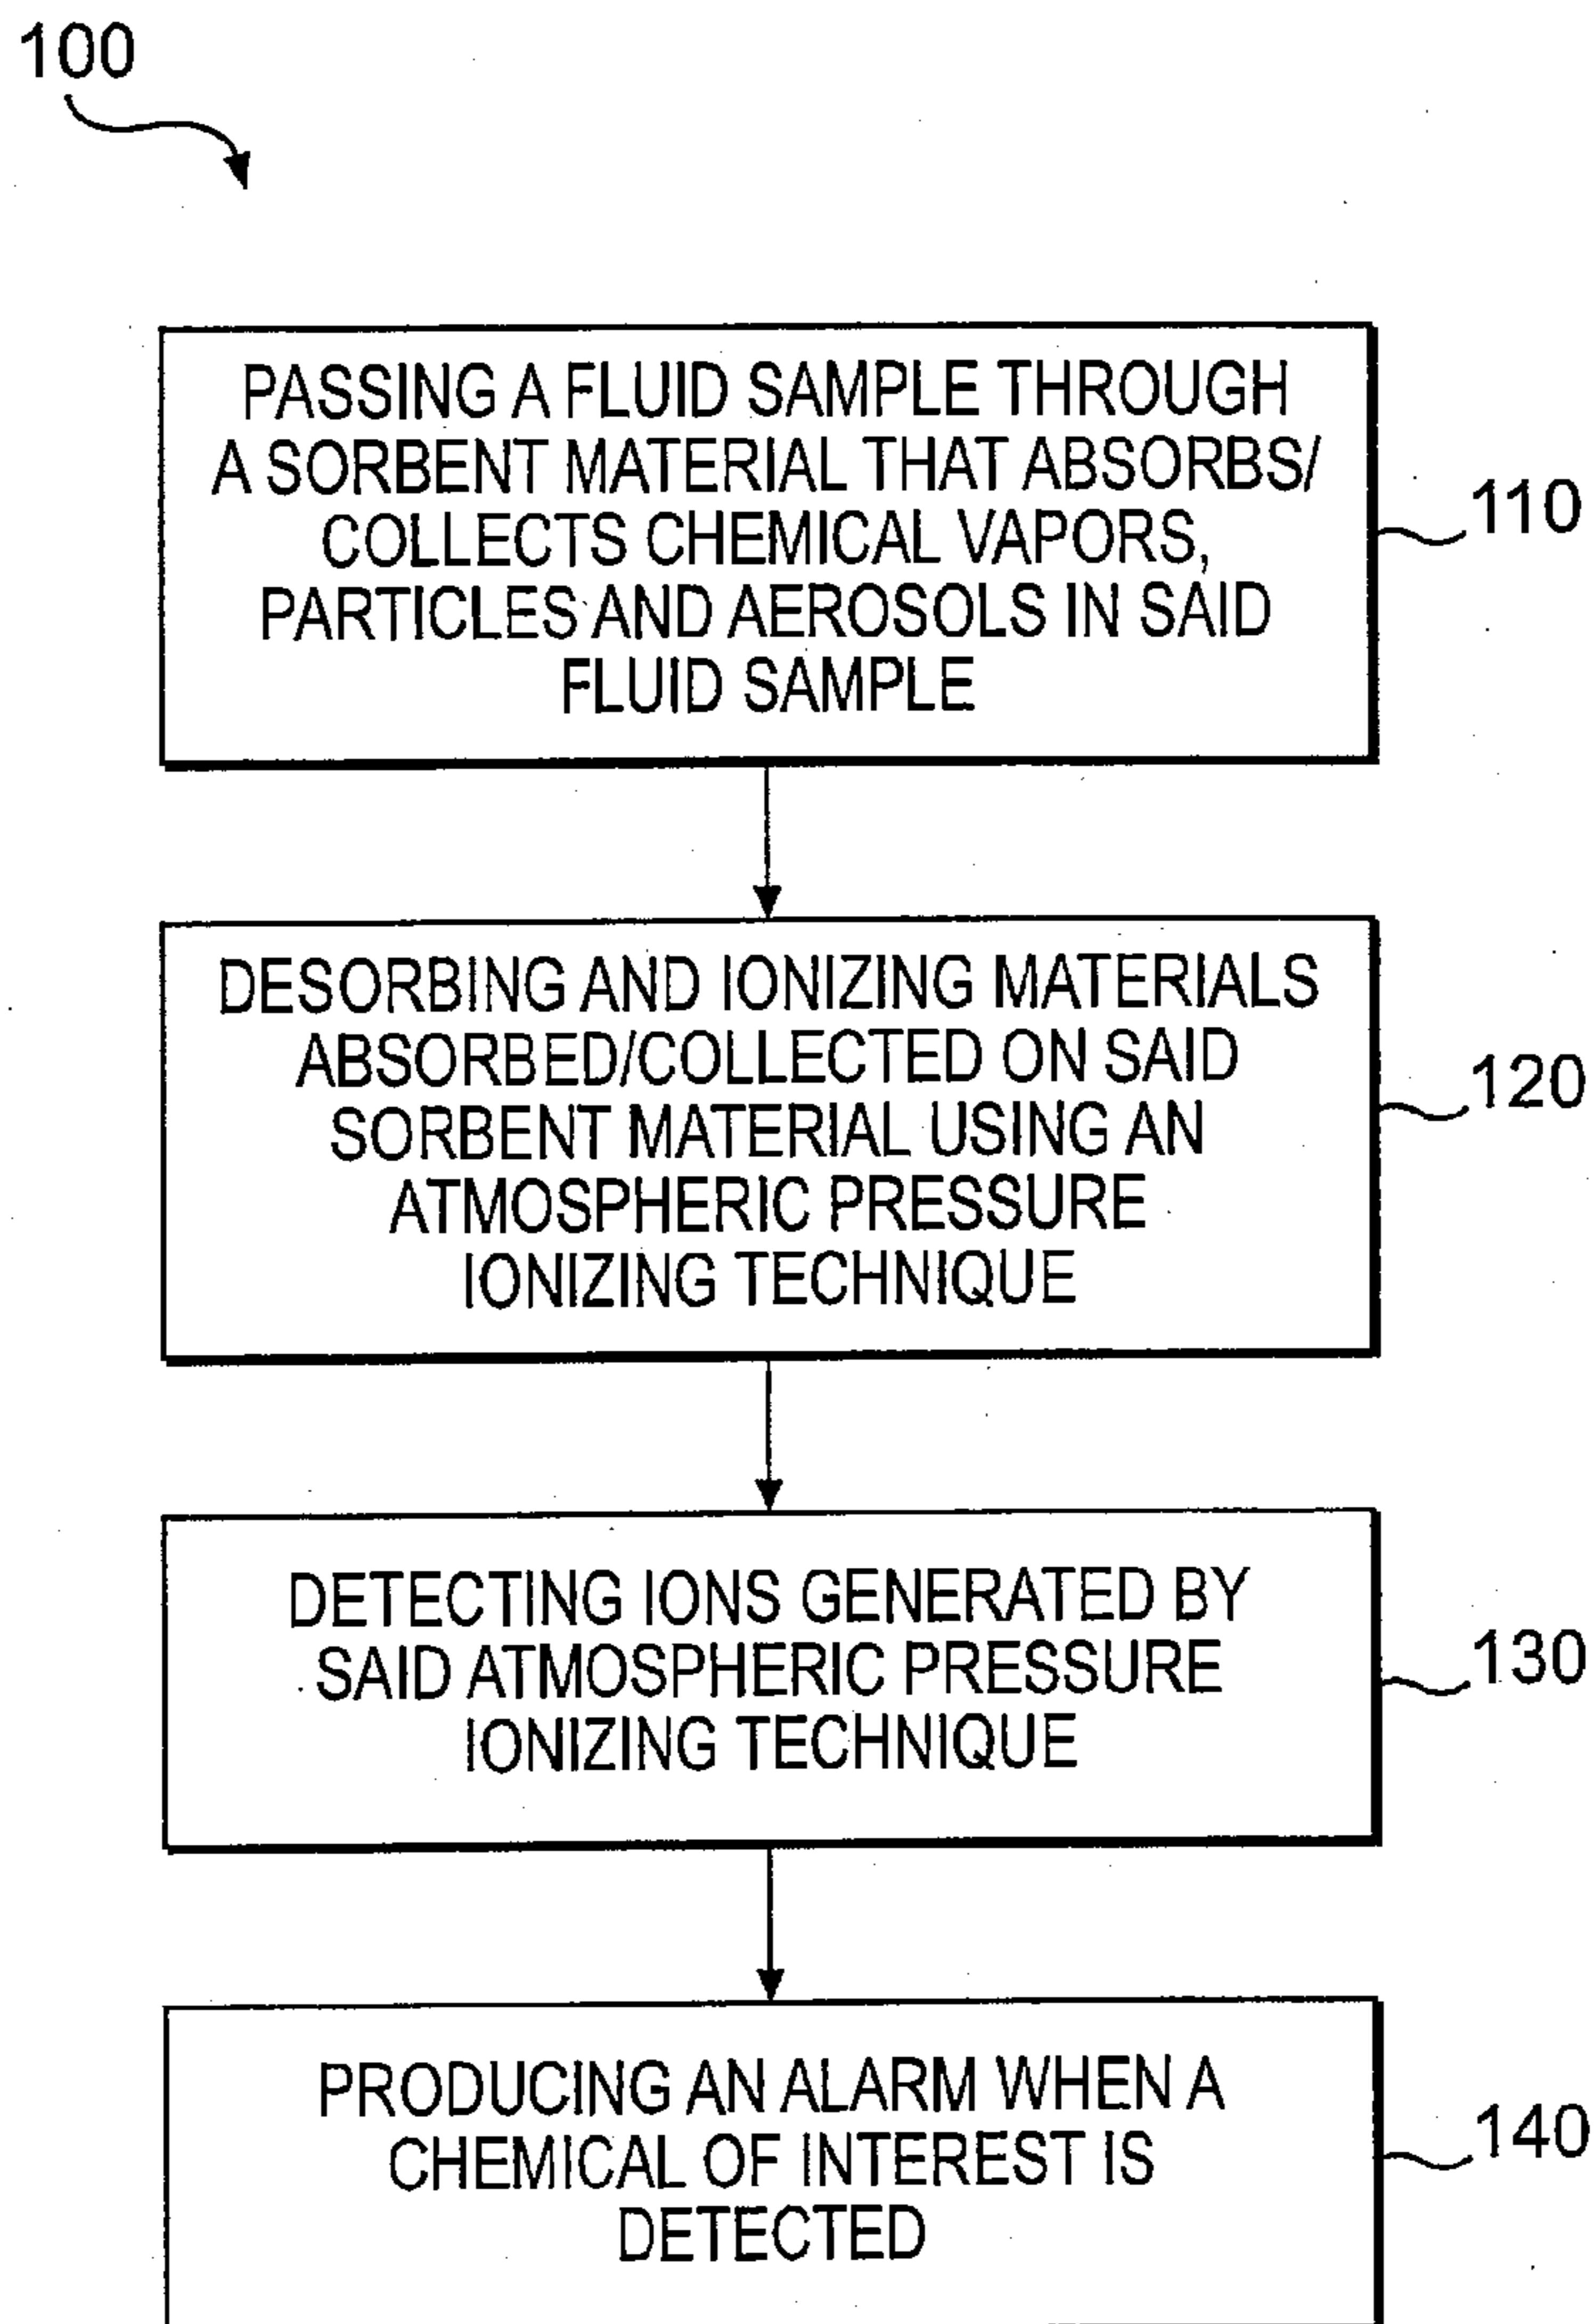 100
PASSING A FLUID SAMPLE THROUGH
A SORBENT MATERIAL THAT ABSORBS/
COLLECTS CHEMICAL VAPORS,
PARTICLES AND AEROSOLS IN SAID
FLUID SAMPLE
110
DESORBING AND IONIZING MATERIALS
ABSORBED/COLLECTED ON SAID
SORBENT MATERIAL USING AN
ATMOSPHERIC PRESSURE
IONIZING TECHNIQUE
120
DETECTING IONS GENERATED BY
SAID ATMOSPHERIC PRESSURE
IONIZING TECHNIQUE
130
PRODUCING AN ALARM WHEN A
CHEMICAL OF INTEREST IS
DETECTED
140